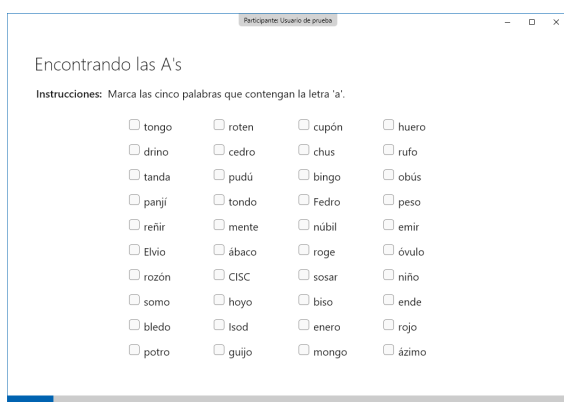 Participante: Usuario de prueba
Encontrando las A's
Instrucciones: Marca las cinco palabras que contengan la letra 'a'.
tongo roten cupón huero
drino cedro chus rufo
tanda pudú bingo obús
panjí tondo Fedro peso
reñir mente núbil emir
Elvio ábaco roge óvulo
rozón CISC sosar niño
somo hoyo biso ende
bledo Isod enero rojo
potro guijo mongo ázimo